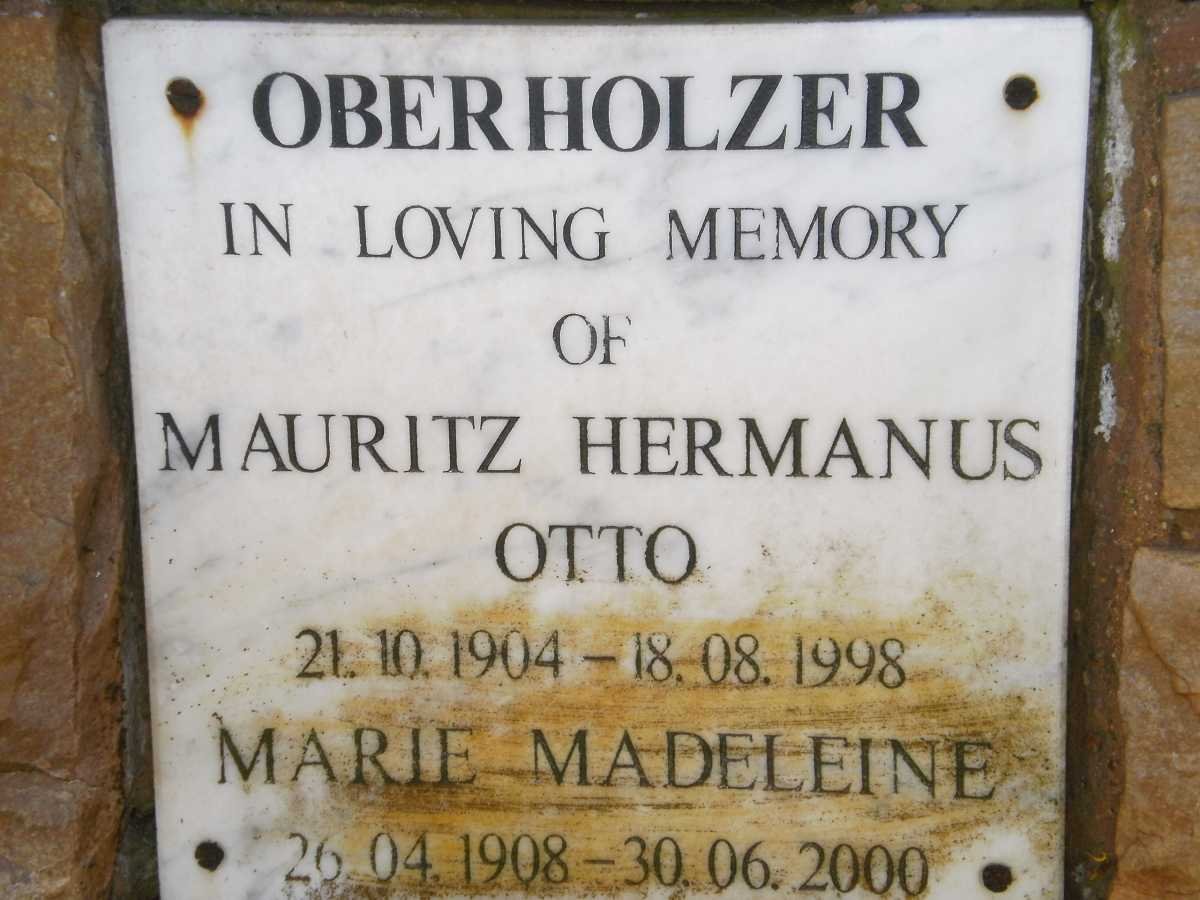 OBERHOLZER
IN LOVING MEMORY
OF
MAURITZ HERMANUS
OTTO
21. 10. 1904 – 18. 08. 1998
MARIE MADELEINE
26. 04. 1908 – 30. 06. 2000